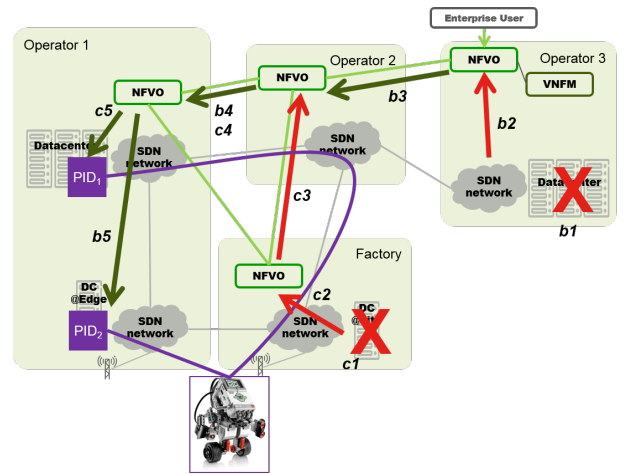 Enterprise User
Operator 1
Operator 2
Operator 3
NFVO
NFVO
NFVO
VNFM
b3
b4
c4
c5
b2
Datacenter
SDN
network
SDN
network
SDN
network
Datacenter
PID1
b1
c3
b5
Factory
NFVO
DC
@Edge
c2
DC
PID2
SDN
network
SDN
network
c1